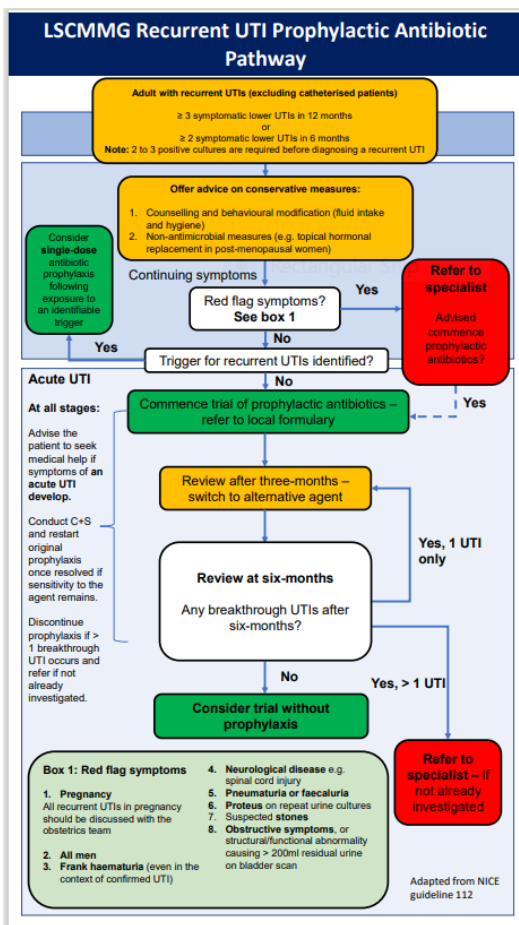 LSCMMG Recurrent UTI Prophylactic Antibiotic
Pathway
Adult with recurrent UTIs (excluding catheterised patients)
≥ 3 symptomatic lower UTIs in 12 months
or
≥ 2 symptomatic lower UTIs in 6 months
Note: 2 to 3 positive cultures are required before diagnosing a recurrent UTI
Offer advice on conservative measures:
1. Counselling and behavioural modification (fluid intake
and hygiene)
2. Non-antimicrobial measures (e.g. topical hormonal
replacement in post-menopausal women)
Consider
single-dose
antibiotic
prophylaxis
following
exposure to
an identifiable
trigger
Continuing symptoms
Red flag symptoms?
See box 1
Yes
Refer to
specialist
Advised
commence
prophylactic
antibiotics?
No
Yes
Trigger for recurrent UTIs identified?
No
Yes
Acute UTI
At all stages:
Advise the
patient to seek
medical help if
symptoms of an
acute UTI
develop.
Conduct C+S
and restart
original
prophylaxis
once resolved if
sensitivity to the
agent remains.
Discontinue
prophylaxis if >
1 breakthrough
UTI occurs and
refer if not
already
investigated.
Commence trial of prophylactic antibiotics –
refer to local formulary
Review after three-months –
switch to alternative agent
Yes, 1 UTI
only
Review at six-months
Any breakthrough UTIs after
six-months?
No
Yes, > 1 UTI
Consider trial without
prophylaxis
Refer to
specialist – if
not already
investigated
Box 1: Red flag symptoms
1. Pregnancy
All recurrent UTIs in pregnancy
should be discussed with the
obstetrics team
2. All men
3. Frank haematuria (even in the
context of confirmed UTI)
4. Neurological disease e.g.
spinal cord injury
5. Pneumaturia or faecaluria
6. Proteus on repeat urine cultures
7. Suspected stones
8. Obstructive symptoms, or
structural/functional abnormality
causing > 200ml residual urine
on bladder scan
Adapted from NICE
guideline 112